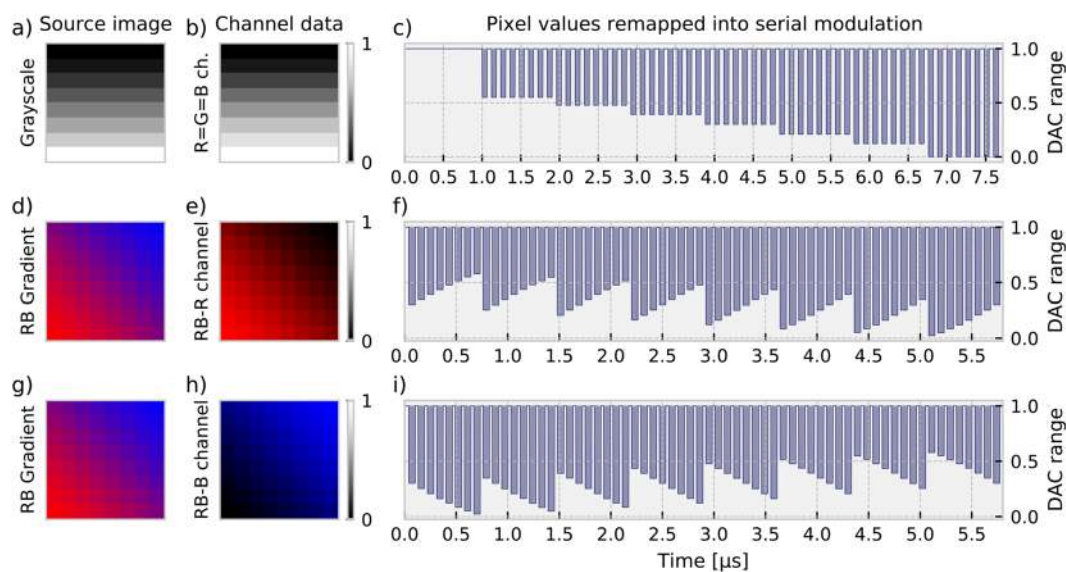 a) Source image b) Channel data Pixel values remapped into serial modulation
c)
Grayscale
R=G=B ch.
1
0
1.0
0.5
0.0
DAC range
0.0 0.5 1.0 1.5 2.0 2.5 3.0 3.5 4.0 4.5 5.0 5.5 6.0 6.5 7.0 7.5
d) e) f)
RB Gradient
RB-R channel
1
0
1.0
0.5
0.0
DAC range
0.0 0.5 1.0 1.5 2.0 2.5 3.0 3.5 4.0 4.5 5.0 5.5
g) h) i)
RB Gradient
RB-B channel
1
0
1.0
0.5
0.0
DAC range
0.0 0.5 1.0 1.5 2.0 2.5 3.0 3.5 4.0 4.5 5.0 5.5
Time [μs]